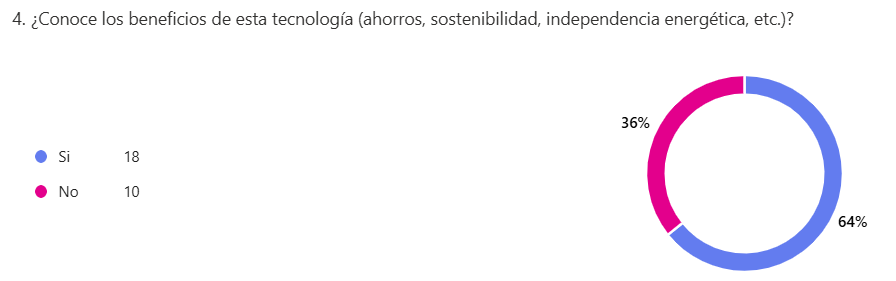 4. ¿Conoce los beneficios de esta tecnología (ahorros, sostenibilidad, independencia energética, etc.)?
36%
Si 18
No 10
64%